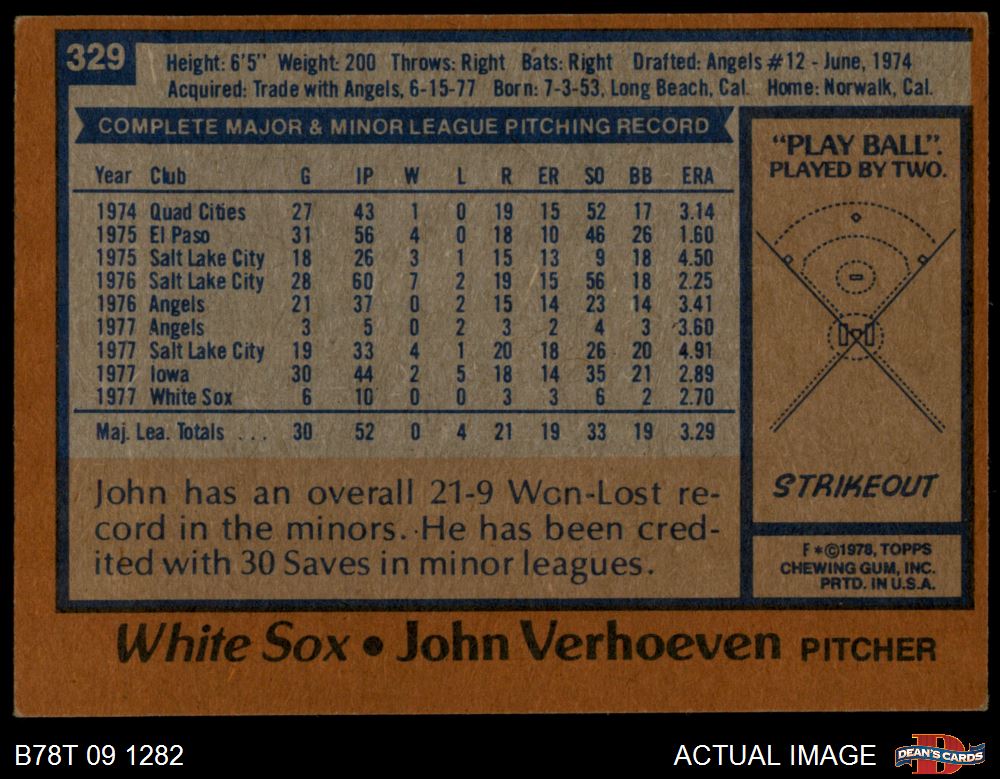 329
Height: 6'5" Weight: 200 Throws: Right Bats: Right Drafted: Angels #12 - June, 1974
Acquired: Trade with Angels, 6-15-77 Born: 7-3-53, Long Beach, Cal. Home: Norwalk, Cal.
COMPLETE MAJOR & MINOR LEAGUE PITCHING RECORD
Year Club G IP W L R ER SO BB ERA
1974 Quad Cities 27 43 1 0 19 15 52 17 3.14
1975 El Paso 31 56 4 0 18 10 46 26 1.60
1975 Salt Lake City 18 26 3 1 15 13 9 18 4.50
1976 Salt Lake City 28 60 7 2 19 15 56 18 2.25
1976 Angels 21 37 0 2 15 14 23 14 3.41
1977 Angels 3 5 0 2 3 2 4 3 3.60
1977 Salt Lake City 19 33 4 1 20 18 26 20 4.91
1977 Iowa 30 44 2 5 18 14 35 21 2.89
1977 White Sox 6 10 0 0 3 3 6 2 2.70
Maj. Lea. Totals ... 30 52 0 4 21 19 33 19 3.29
John has an overall 21-9 Won-Lost re-
cord in the minors. He has been cred-
ited with 30 Saves in minor leagues.
"PLAY BALL".
PLAYED BY TWO.
STRIKEOUT
F*©1978, TOPPS
CHEWING GUM, INC.
PRTD. IN U.S.A.
White Sox • John Verhoeven PITCHER
B78T 09 1282
ACTUAL IMAGE
DEAN'S CARDS